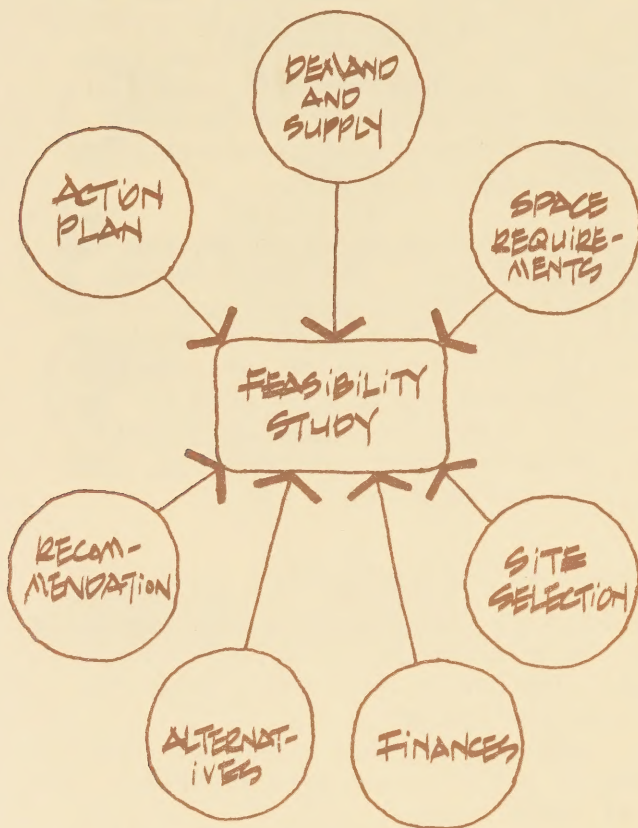 DEMAND
AND
SUPPLY
ACTION
PLAN
SPACE
REQUIRE-
MENTS
FEASIBILITY
STUDY
RECOM-
MENDATION
SITE
SELECTION
ALTERNAT-
IVES
FINANCES